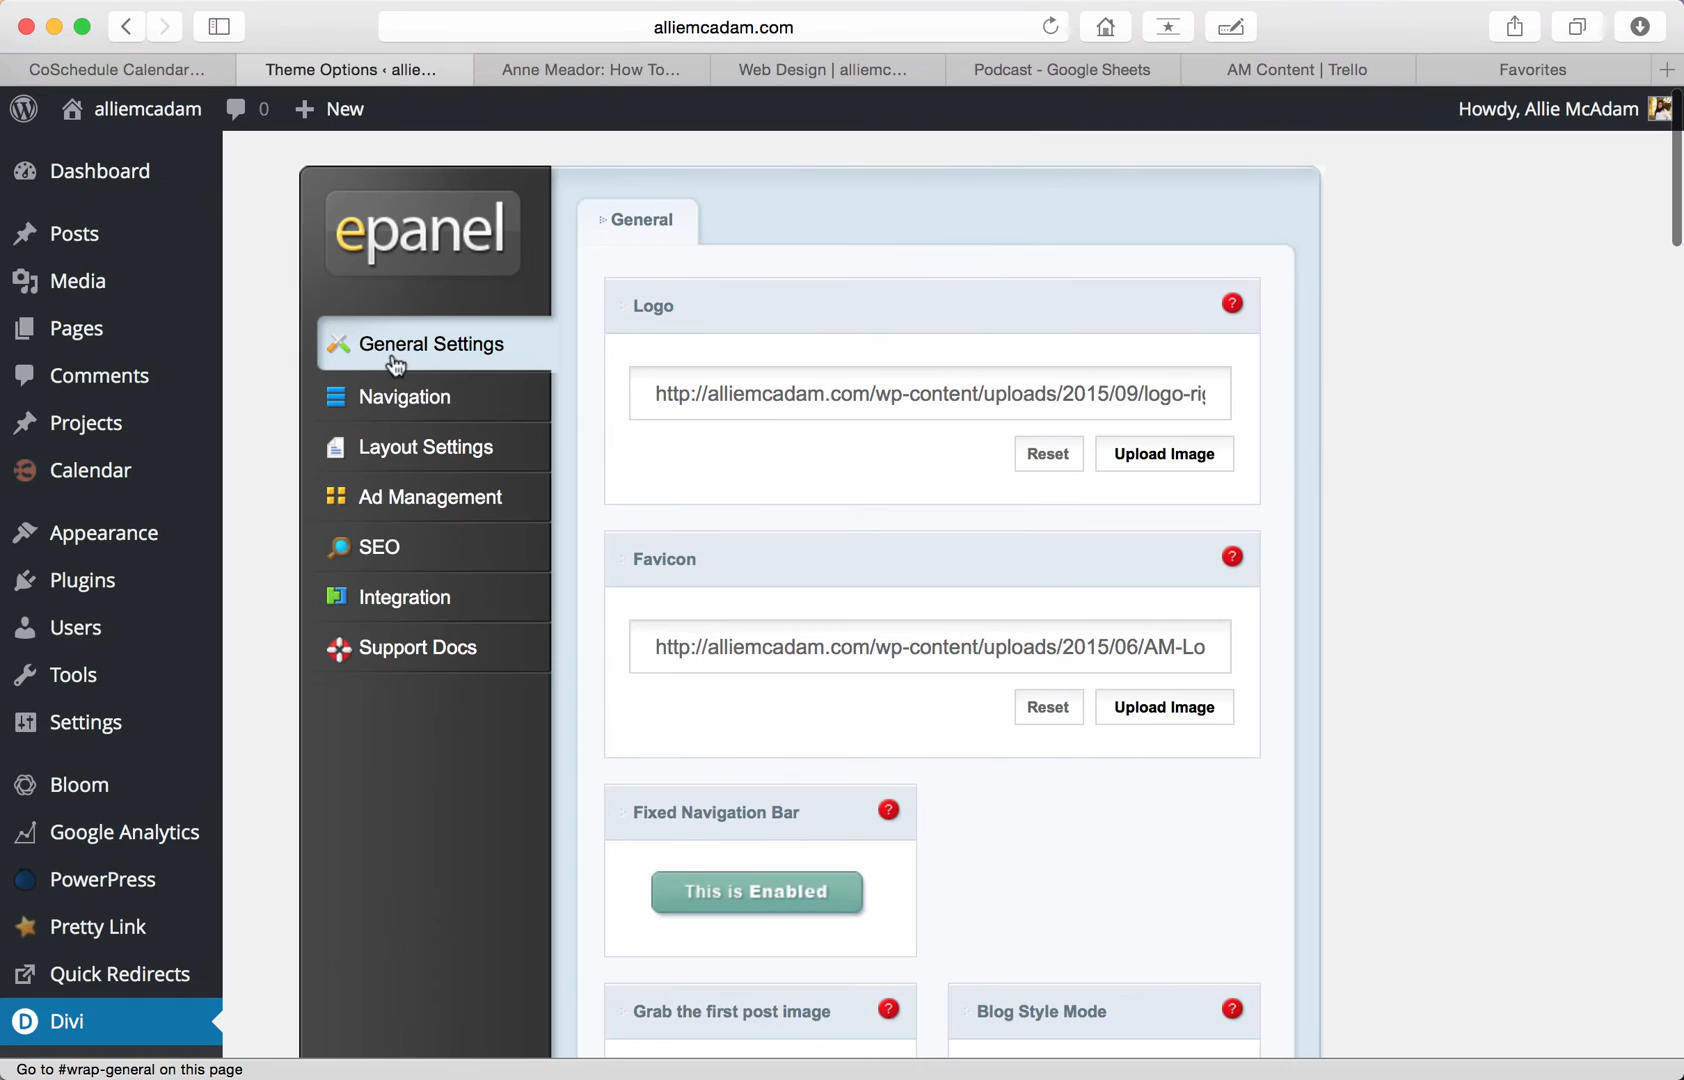 alliemcadam.com
CoSchedule Calendar...
Theme Options ‹ allie...
Anne Meador: How To...
Web Design | alliemc...
Podcast - Google Sheets
AM Content | Trello
Favorites
alliemcadam
0
New
Howdy, Allie McAdam
Dashboard
Posts
Media
Pages
Comments
Projects
Calendar
Appearance
Plugins
Users
Tools
Settings
Bloom
Google Analytics
PowerPress
Pretty Link
Quick Redirects
Divi
epanel
General Settings
Navigation
Layout Settings
Ad Management
SEO
Integration
Support Docs
General
Logo
http://alliemcadam.com/wp-content/uploads/2015/09/logo-rig
Reset
Upload Image
Favicon
http://alliemcadam.com/wp-content/uploads/2015/06/AM-Lo
Reset
Upload Image
Fixed Navigation Bar
This is Enabled
Grab the first post image
Blog Style Mode
Go to #wrap-general on this page